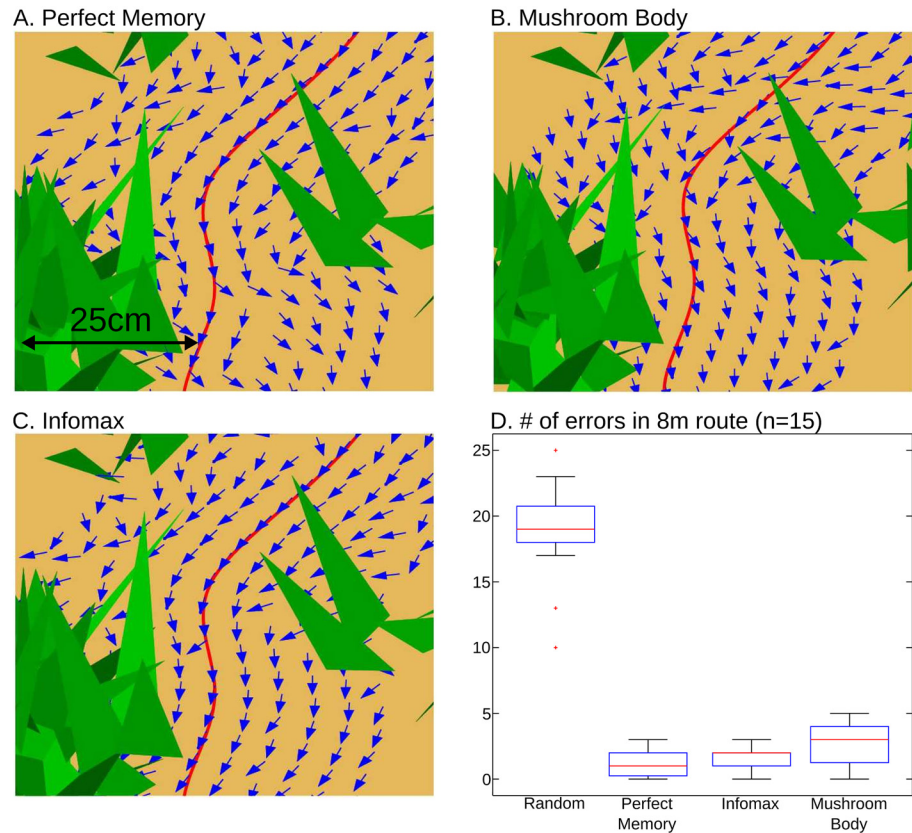 A. Perfect Memory
B. Mushroom Body
25cm
C. Infomax
D. # of errors in 8m route (n=15)
25
20
15
10
5
0
Random
Perfect
Memory
Infomax
Mushroom
Body